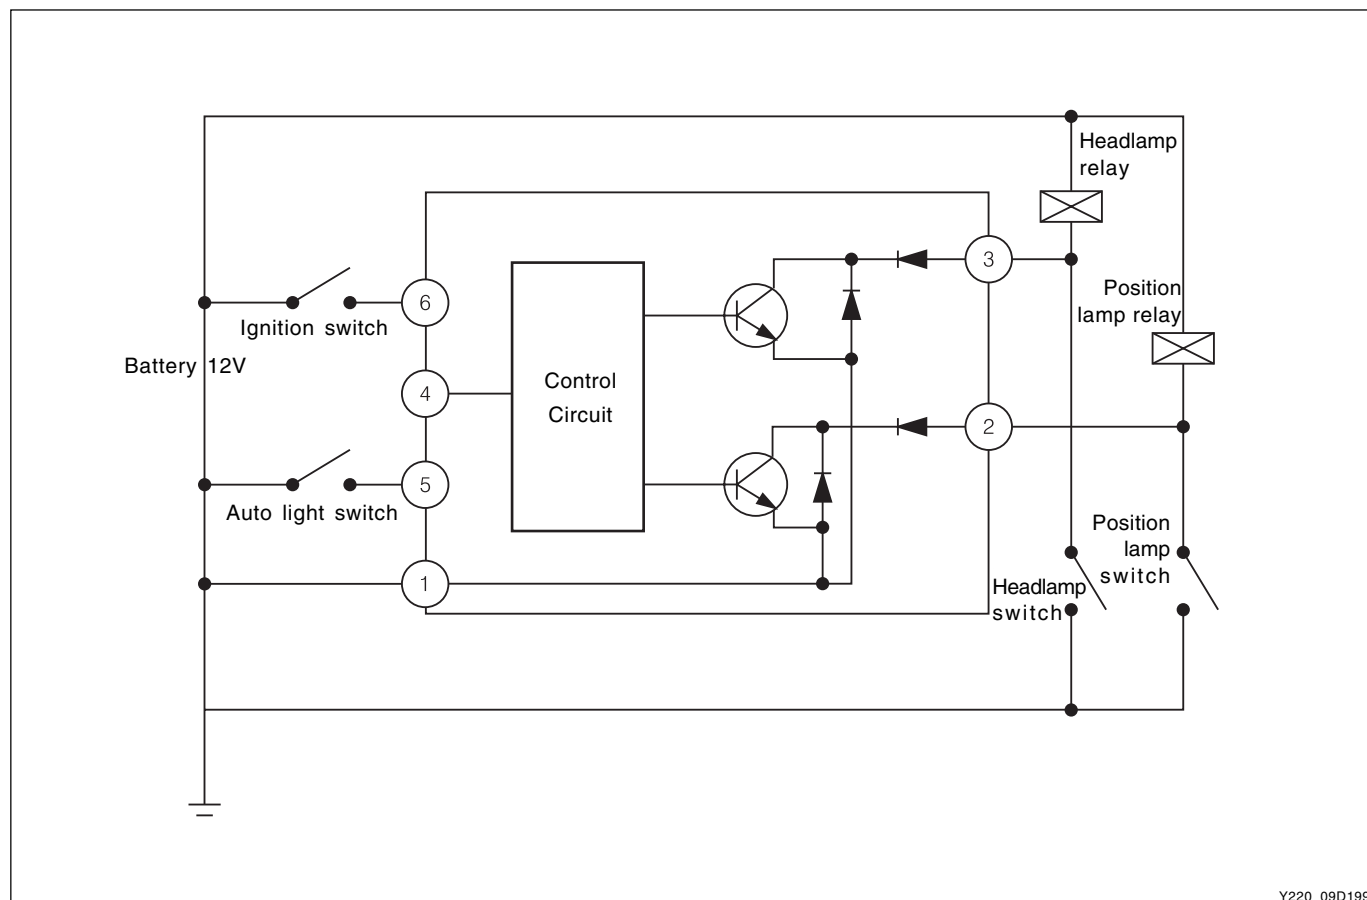 Headlamp
relay
3
Position
lamp relay
6
Ignition switch
Battery 12V
4
Control
Circuit
2
5
Auto light switch
Position
lamp
switch
1
Headlamp
switch
Y220_09D199